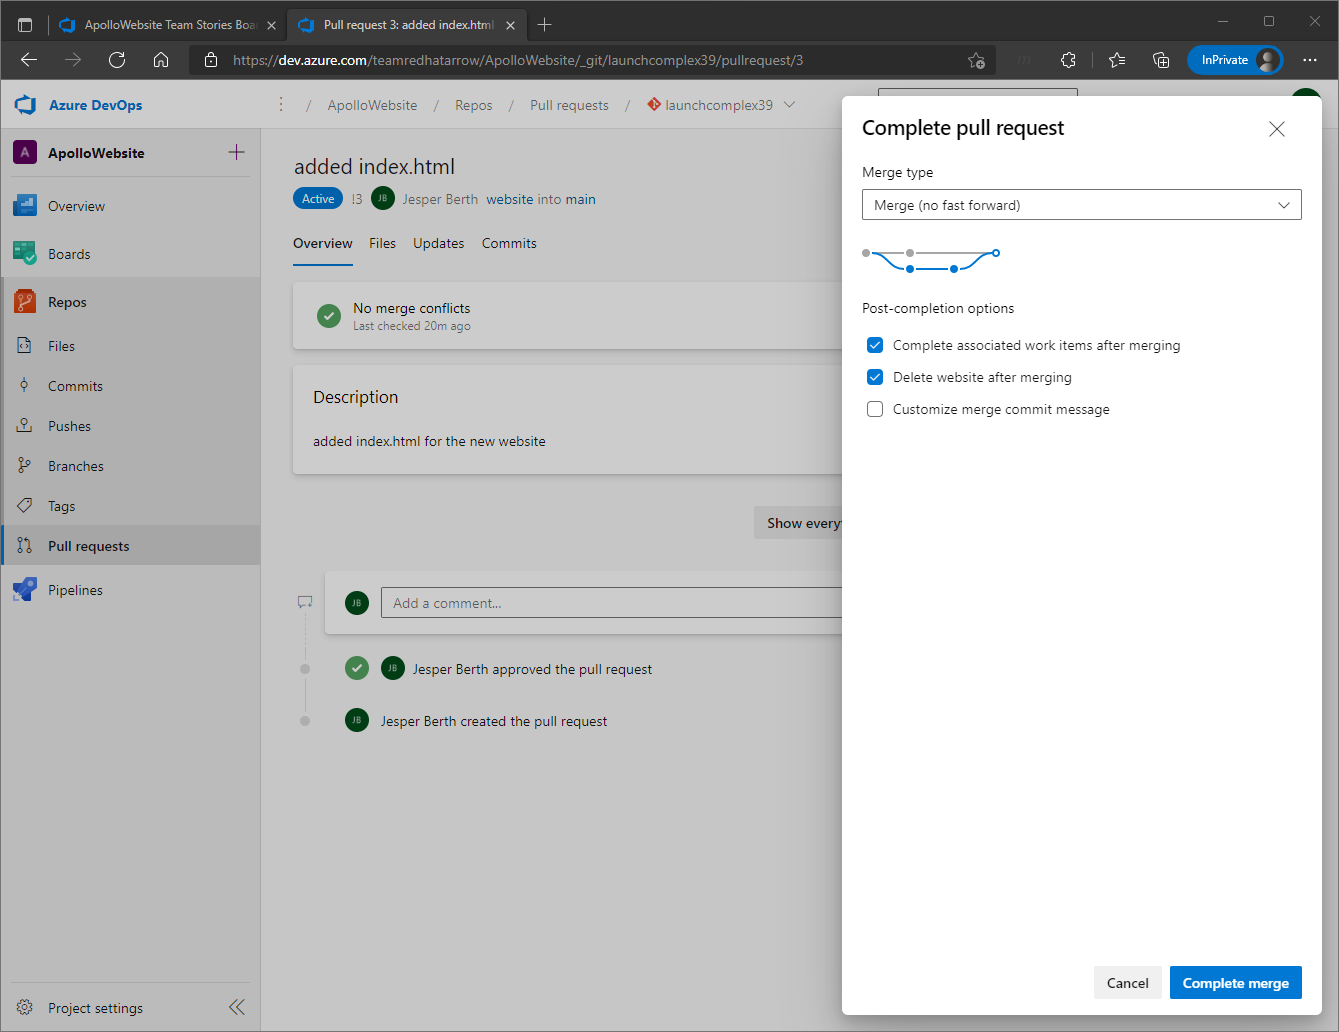 ApolloWebsite Team Stories Boa
Pull request 3: added index.html
https://dev.azure.com/teamredhatarrow/ApolloWebsite/_git/launchcomplex39/pullrequest/3
InPrivate
Azure DevOps
/ ApolloWebsite / Repos / Pull requests / launchcomplex39
A ApolloWebsite
Overview
Boards
Repos
Files
Commits
Pushes
Branches
Tags
Pull requests
Pipelines
Project settings
added index.html
Active !3 JB Jesper Berth website into main
Overview Files Updates Commits
No merge conflicts
Last checked 20m ago
Description
added index.html for the new website
Show every
JB Add a comment...
JB Jesper Berth approved the pull request
JB Jesper Berth created the pull request
Complete pull request
Merge type
Merge (no fast forward)
Post-completion options
Complete associated work items after merging
Delete website after merging
Customize merge commit message
Cancel
Complete merge